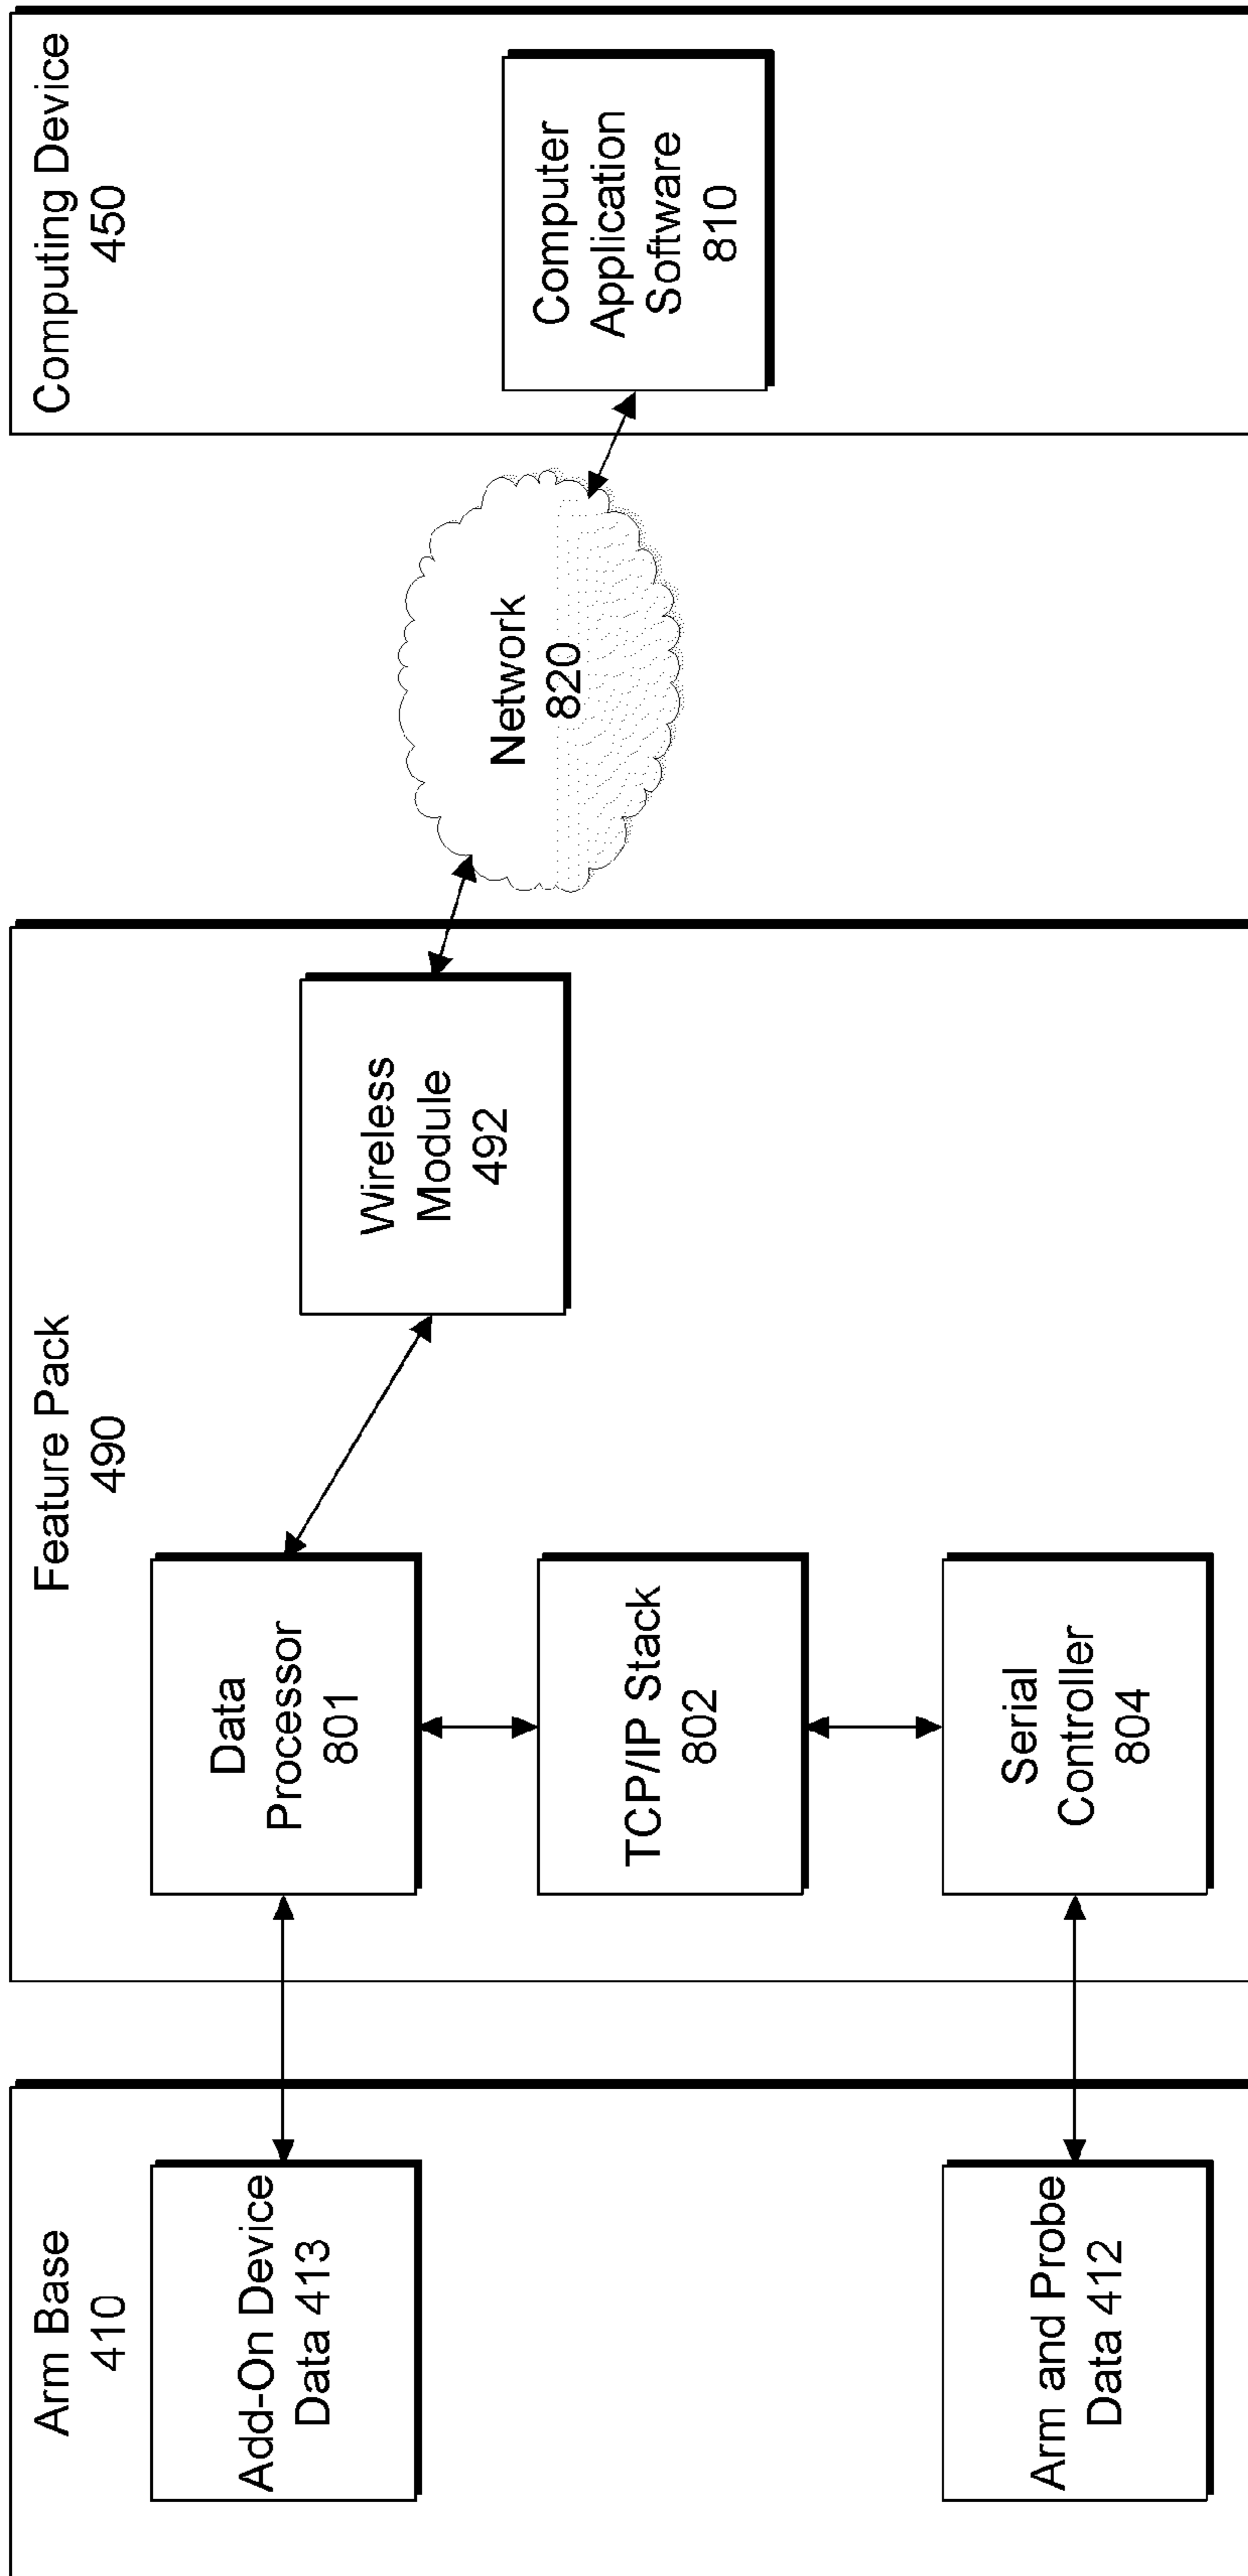 Arm Base
410
Add-On Device
Data 413
Arm and Probe
Data 412
Feature Pack
490
Data
Processor
801
TCP/IP Stack
802
Serial
Controller
804
Wireless
Module
492
Network
820
Computing Device
450
Computer
Application
Software
810